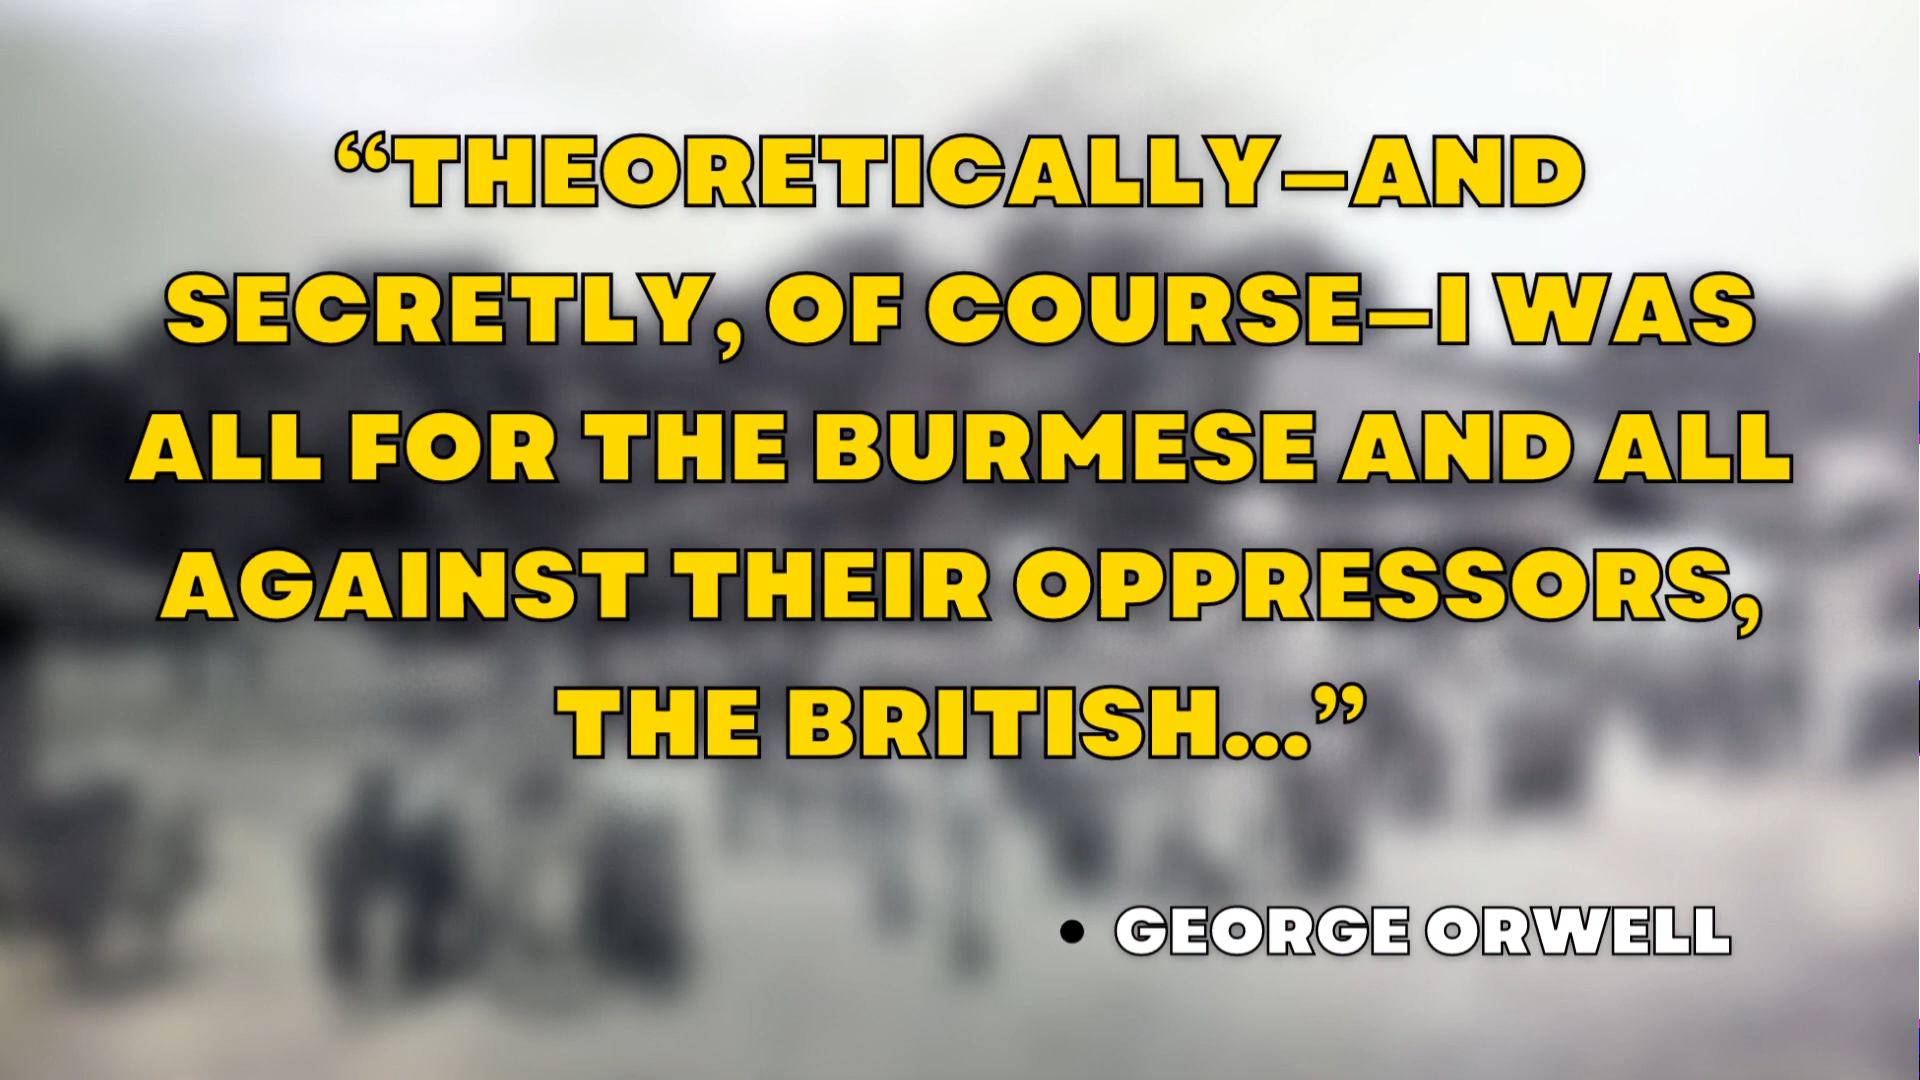 “THEORETICALLY—AND
SECRETLY, OF COURSE—I WAS
ALL FOR THE BURMESE AND ALL
AGAINST THEIR OPPRESSORS,
THE BRITISH...”
• GEORGE ORWELL